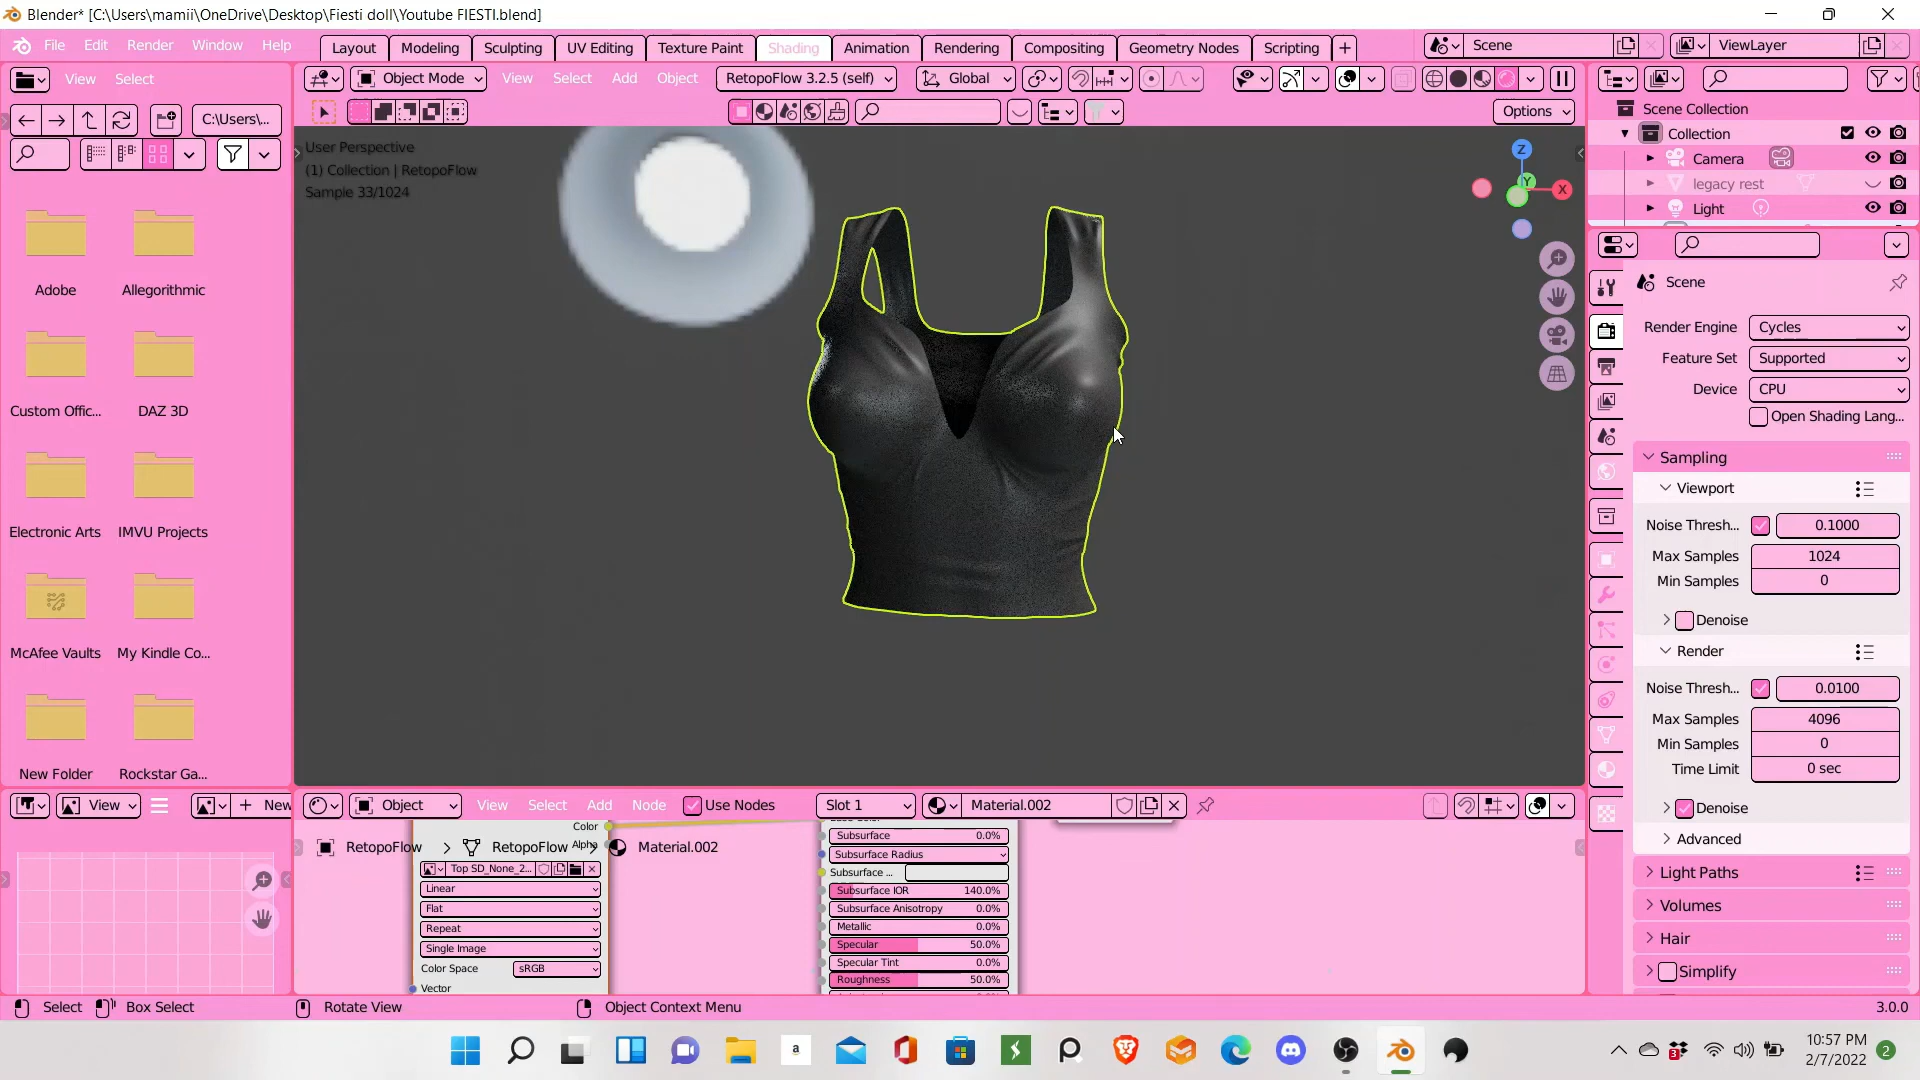 Blender* [C:\Users\mamii\OneDrive\Desktop\Fiesti doll\Youtube FIESTI.blend]
File Edit Render Window Help
Layout Modeling Sculpting UV Editing Texture Paint Shading Animation Rendering Compositing Geometry Nodes Scripting +
Scene
ViewLayer
View Select
Object Mode View Select Add Object RetopoFlow 3.2.5 (self) Global
C:\Users\...
Options
User Perspective
(1) Collection | RetopoFlow
Sample 33/1024
Z
Y
X
Scene Collection
Collection
Camera
legacy rest
Light
Adobe
Allegorithmic
Custom Offic...
DAZ 3D
Electronic Arts
IMVU Projects
McAfee Vaults
My Kindle Co...
New Folder
Rockstar Ga...
Scene
Render Engine Cycles
Feature Set Supported
Device CPU
Open Shading Lang...
Sampling
Viewport
Noise Thresh... 0.1000
Max Samples 1024
Min Samples 0
Denoise
Render
Noise Thresh... 0.0100
Max Samples 4096
Min Samples 0
Time Limit 0 sec
Denoise
Advanced
Light Paths
Volumes
Hair
Simplify
View
New
Object View Select Add Node Use Nodes Slot 1 Material.002
RetopoFlow > RetopoFlow > Material.002
Color
Alpha
Top SD_None_2...
Linear
Flat
Repeat
Single Image
Color Space sRGB
Vector
Subsurface 0.0%
Subsurface Radius
Subsurface ...
Subsurface IOR 140.0%
Subsurface Anisotropy 0.0%
Metallic 0.0%
Specular 50.0%
Specular Tint 0.0%
Roughness 50.0%
Select Box Select Rotate View Object Context Menu 3.0.0
a
3
10:57 PM
2/7/2022
2